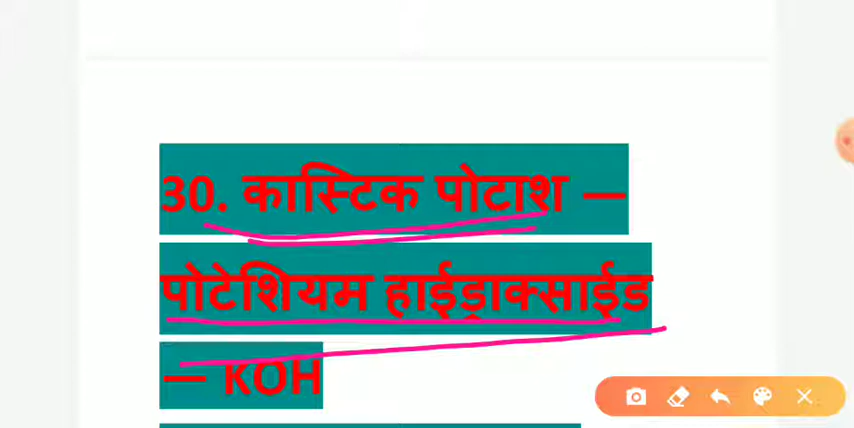 30. कास्टिक पोटाश —
पोटेशियम हाईड्राक्साईड
— KOH